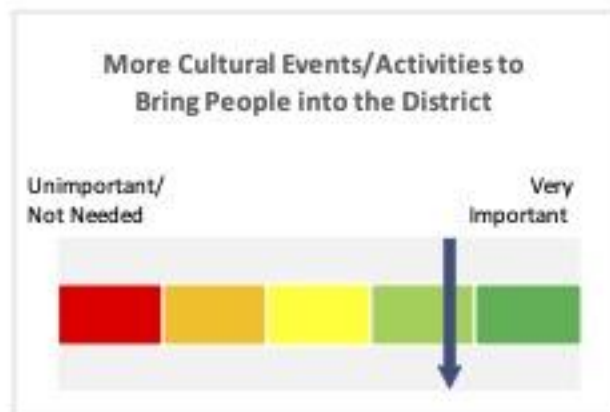 More Cultural Events/Activities to
Bring People into the District
Unimportant/
Not Needed
Very
Important